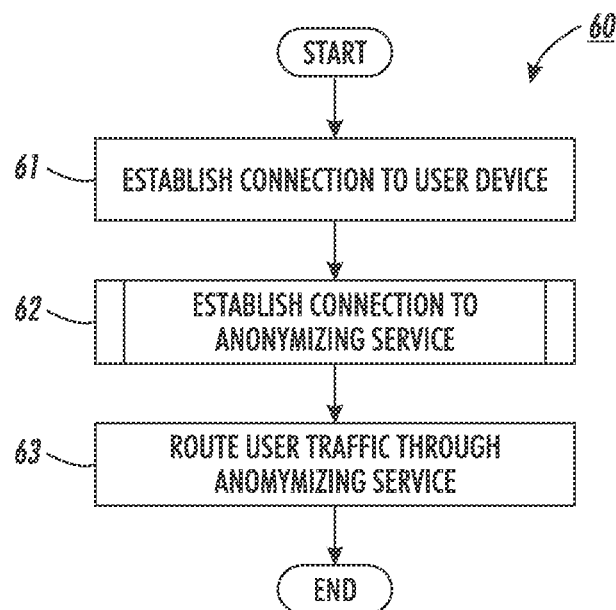 60
START
61
ESTABLISH CONNECTION TO USER DEVICE
62
ESTABLISH CONNECTION TO
ANONYMIZING SERVICE
63
ROUTE USER TRAFFIC THROUGH
ANOMYMIZING SERVICE
END